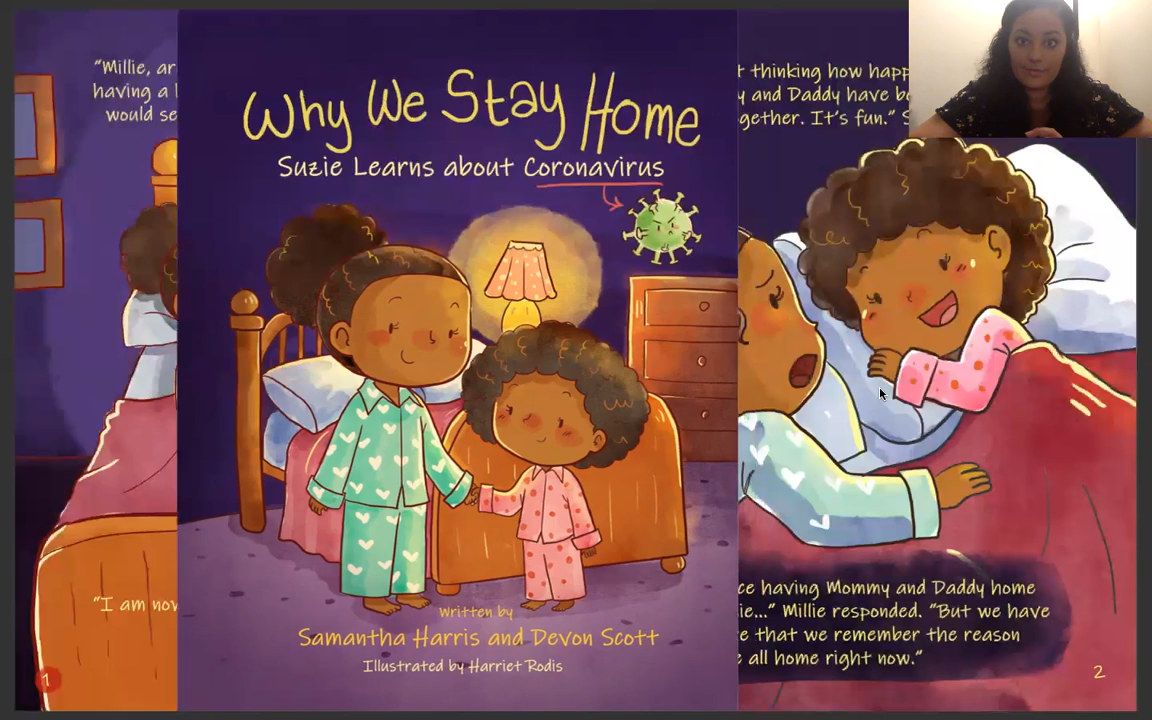 "Millie, ar
having a
would se
"I am now
1
Why We Stay Home
Suzie Learns about Coronavirus
Written by
Samantha Harris and Devon Scott
Illustrated by Harriet Rodis
t thinking how happ
y and Daddy have be
gether. It's fun." S
ce having Mommy and Daddy home
ie..." Millie responded. "But we have
e that we remember the reason
e all home right now."
2